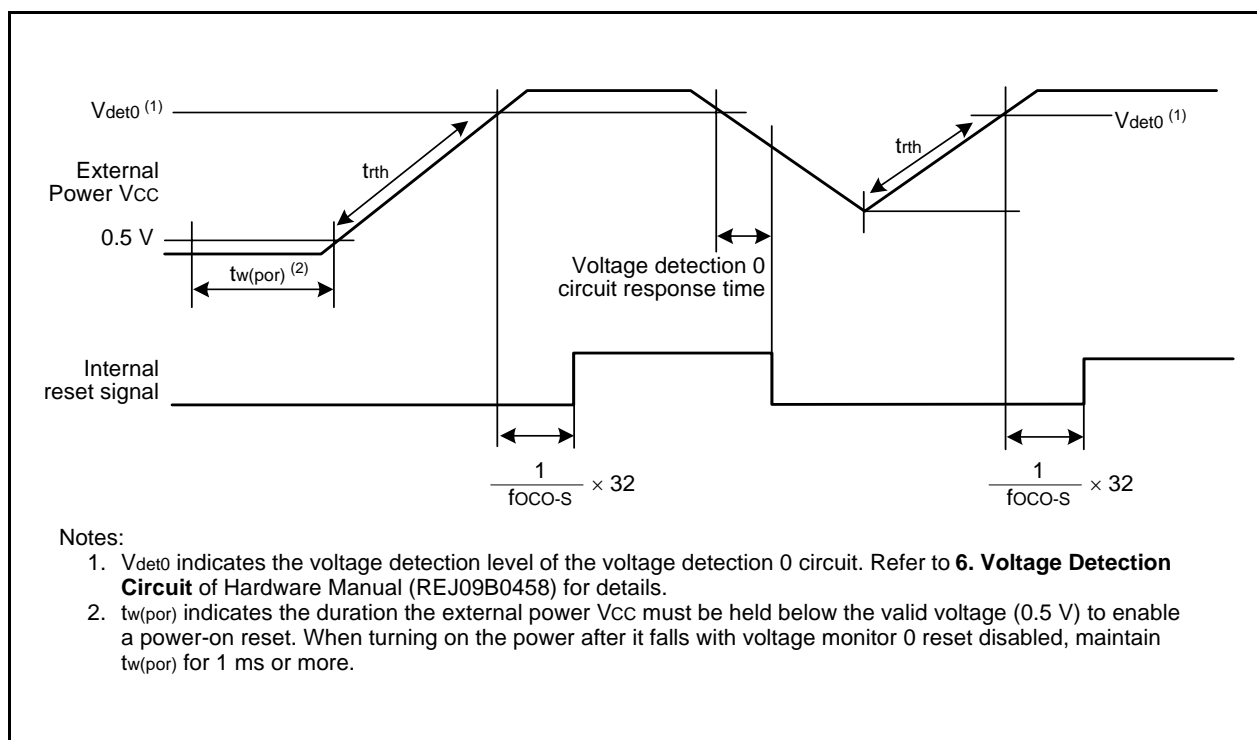 Vdet0 (1)
External
Power VCC
0.5 V
trth
tw(por) (2)
Voltage detection 0
circuit response time
trth
Vdet0 (1)
Internal
reset signal
1
fOCO-S
× 32
1
fOCO-S
× 32
Notes:
1. Vdet0 indicates the voltage detection level of the voltage detection 0 circuit. Refer to 6. Voltage Detection
Circuit of Hardware Manual (REJ09B0458) for details.
2. tw(por) indicates the duration the external power VCC must be held below the valid voltage (0.5 V) to enable
a power-on reset. When turning on the power after it falls with voltage monitor 0 reset disabled, maintain
tw(por) for 1 ms or more.